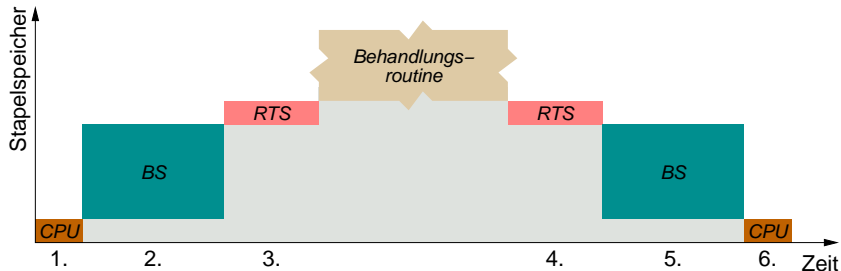 Stapelspeicher
Behandlungs−
routine
RTS
RTS
BS
BS
CPU
CPU
1.
2.
3.
4.
5.
6.
Zeit